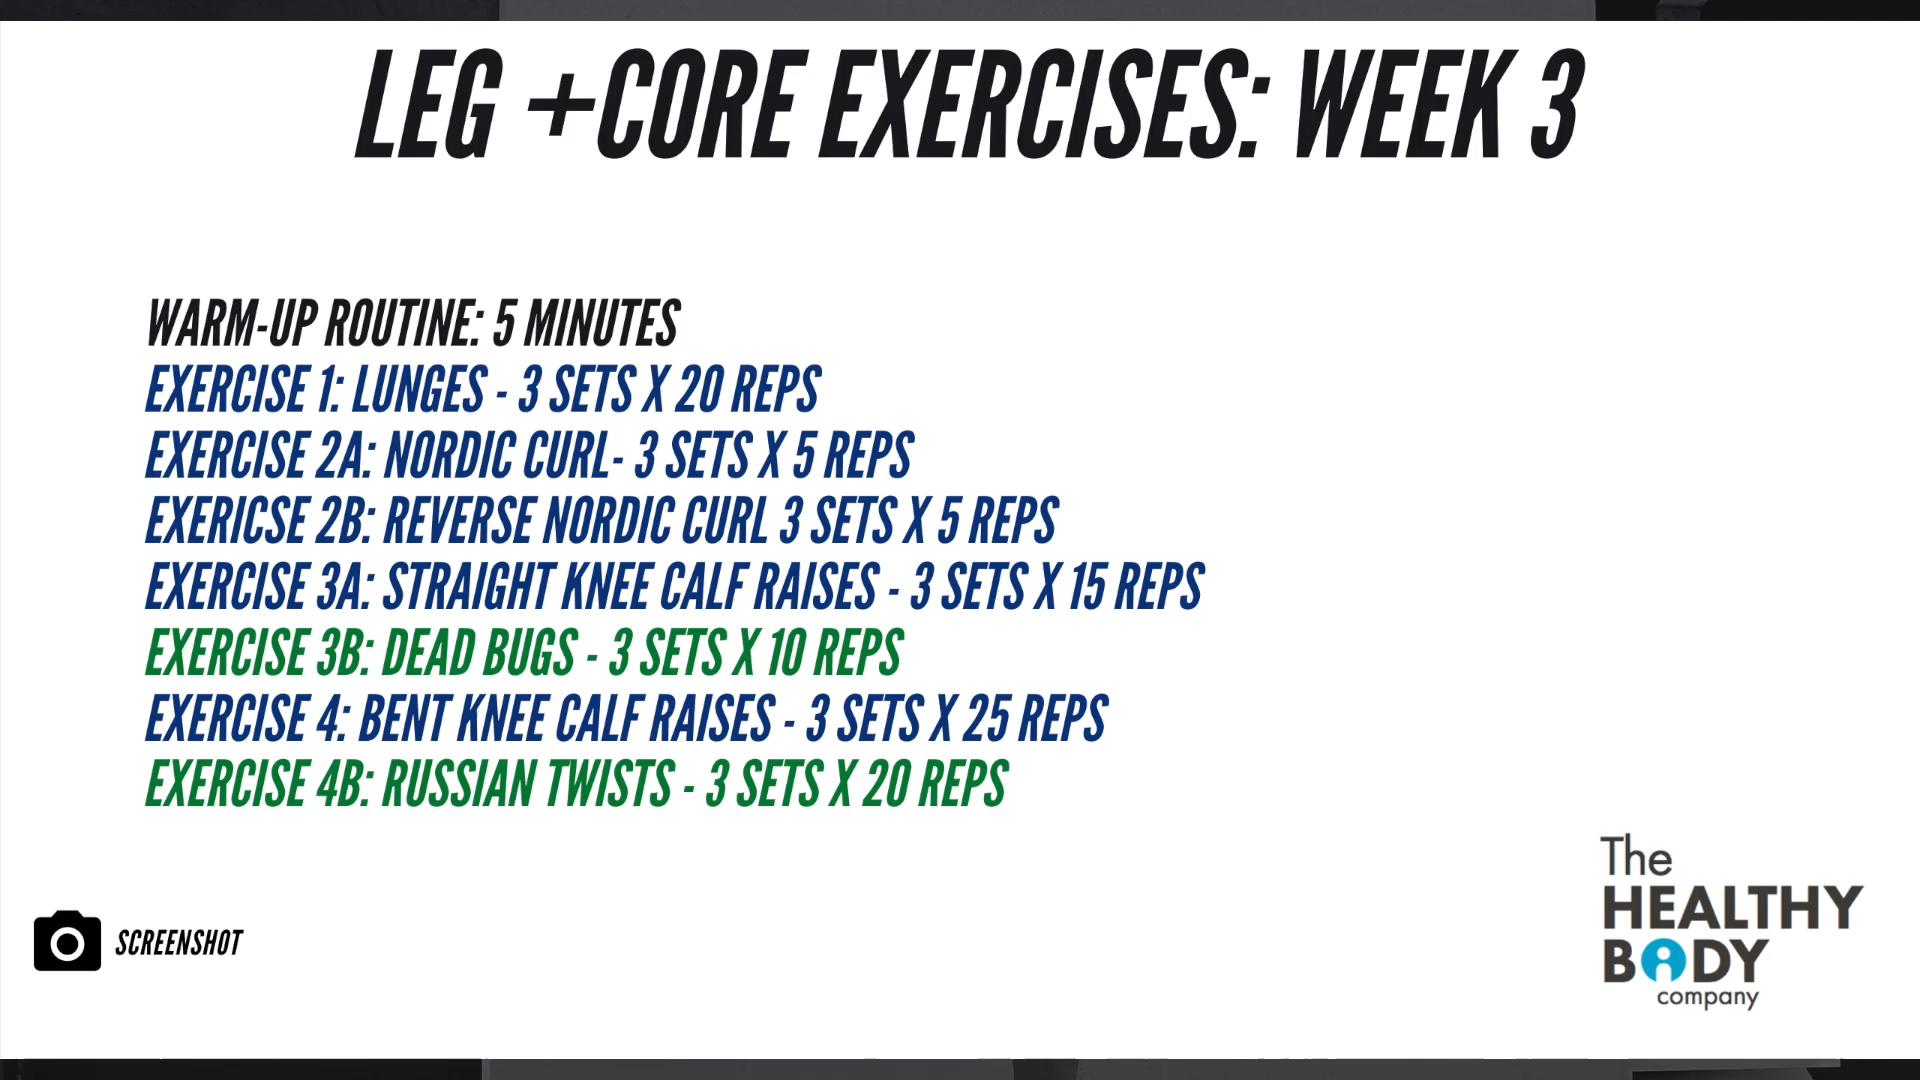 LEG +CORE EXERCISES: WEEK 3
WARM-UP ROUTINE: 5 MINUTES
EXERCISE 1: LUNGES - 3 SETS X 20 REPS
EXERCISE 2A: NORDIC CURL- 3 SETS X 5 REPS
EXERICSE 2B: REVERSE NORDIC CURL 3 SETS X 5 REPS
EXERCISE 3A: STRAIGHT KNEE CALF RAISES - 3 SETS X 15 REPS
EXERCISE 3B: DEAD BUGS - 3 SETS X 10 REPS
EXERCISE 4: BENT KNEE CALF RAISES - 3 SETS X 25 REPS
EXERCISE 4B: RUSSIAN TWISTS - 3 SETS X 20 REPS
SCREENSHOT
The
HEALTHY
BODY
company